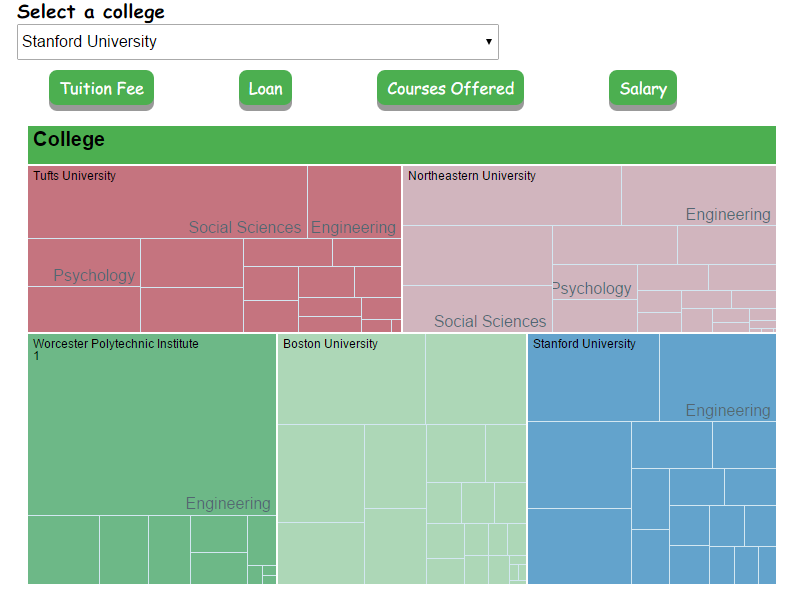 Select a college
Stanford University
Tuition Fee
Loan
Courses Offered
Salary
College
Tufts University
Social Sciences
Engineering
Psychology
Northeastern University
Engineering
Psychology
Social Sciences
Worcester Polytechnic Institute
1
Engineering
Boston University
Stanford University
Engineering